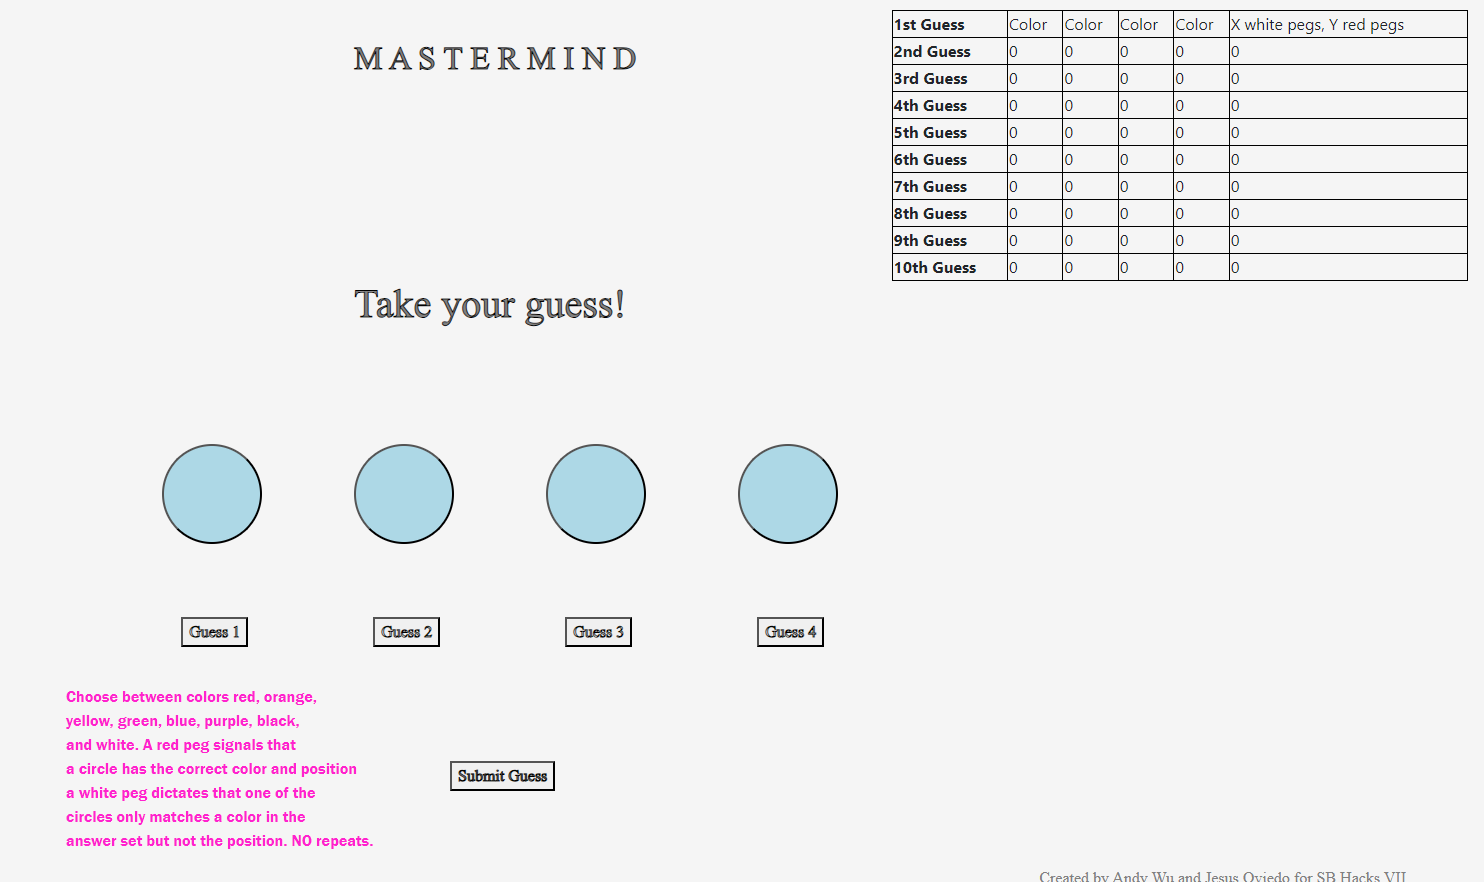 MASTERMIND
1st Guess Color Color Color Color X white pegs, Y red pegs
2nd Guess 0 0 0 0 0
3rd Guess 0 0 0 0 0
4th Guess 0 0 0 0 0
5th Guess 0 0 0 0 0
6th Guess 0 0 0 0 0
7th Guess 0 0 0 0 0
8th Guess 0 0 0 0 0
9th Guess 0 0 0 0 0
10th Guess 0 0 0 0 0
Take your guess!
Guess 1 Guess 2 Guess 3 Guess 4
Choose between colors red, orange,
yellow, green, blue, purple, black,
and white. A red peg signals that
a circle has the correct color and position
a white peg dictates that one of the
circles only matches a color in the
answer set but not the position. NO repeats.
Submit Guess
Created by Andy Wu and Jesus Oviedo for SB Hacks VII